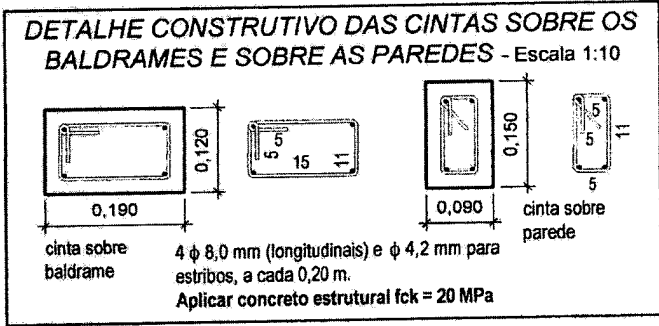 DETALHE CONSTRUTIVO DAS CINTAS SOBRE OS
BALDRAMES E SOBRE AS PAREDES - Escala 1:10
0,120
0,190
5
5
15
11
0,150
0,090
5
5
11
5
cinta sobre
baldrame
cinta sobre
parede
4 ϕ 8,0 mm (longitudinais) e ϕ 4,2 mm para
estribos, a cada 0,20 m.
Aplicar concreto estrutural fck = 20 MPa